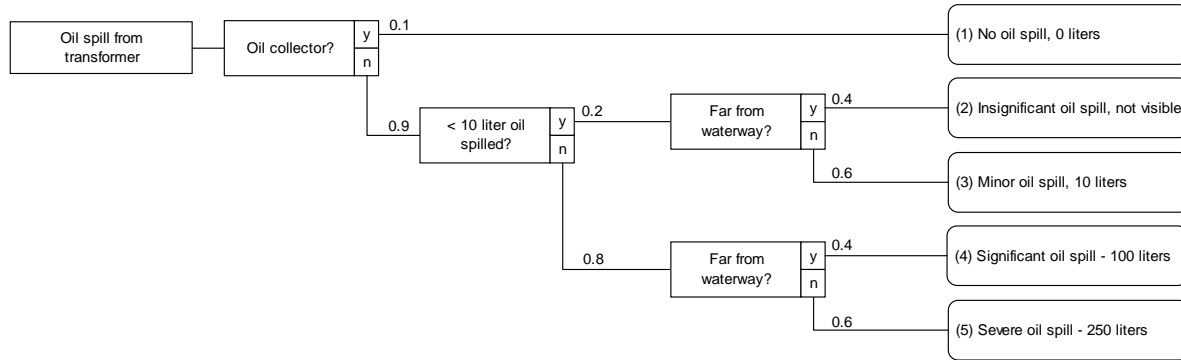 Oil spill from
transformer
Oil collector?
y
n
0.1
(1) No oil spill, 0 liters
0.9
< 10 liter oil
spilled?
y
n
0.2
Far from
waterway?
y
n
0.4
(2) Insignificant oil spill, not visible
0.6
(3) Minor oil spill, 10 liters
0.8
Far from
waterway?
y
n
0.4
(4) Significant oil spill - 100 liters
0.6
(5) Severe oil spill - 250 liters